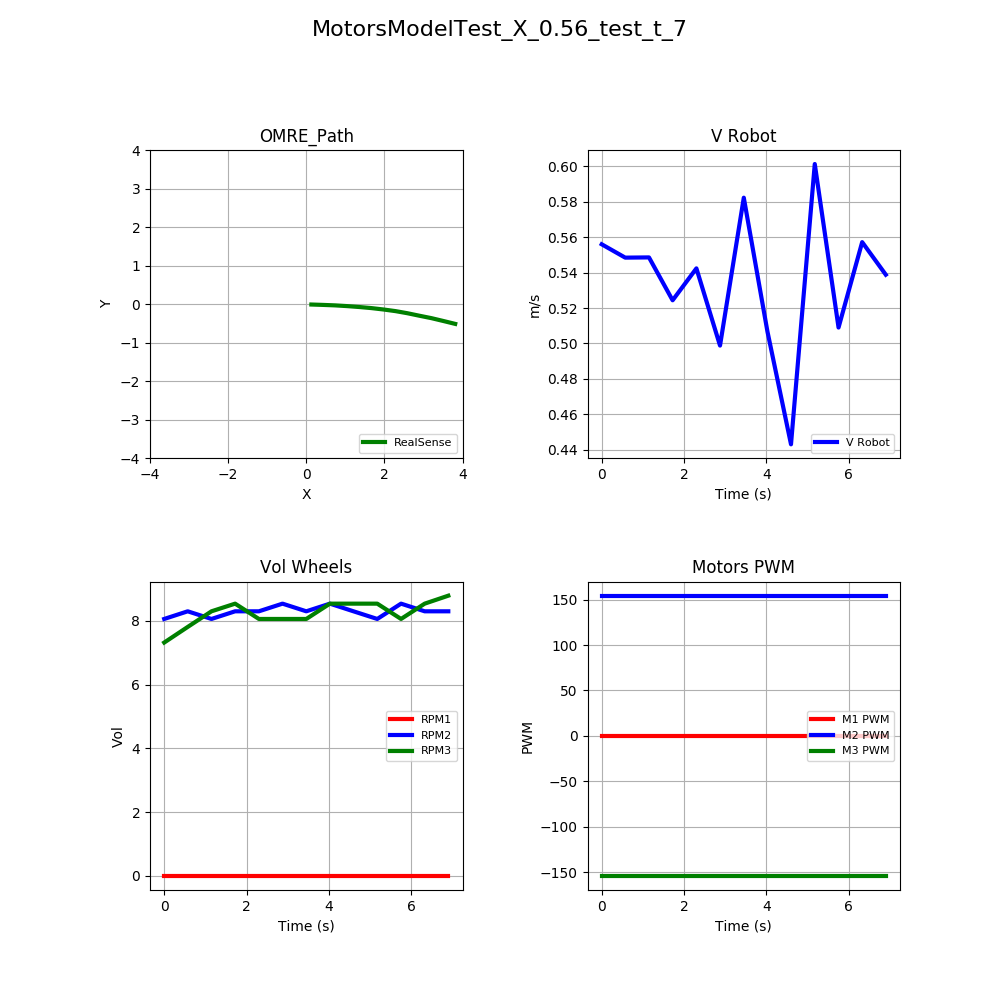 MotorsModelTest_X_0.56_test_t_7
OMRE_Path
4
3
2
1
0
−1
−2
−3
−4
Y
−4
−2
0
2
4
X
RealSense
V Robot
0.60
0.58
0.56
0.54
0.52
0.50
0.48
0.46
0.44
m/s
0
2
4
6
Time (s)
V Robot
Vol Wheels
8
6
4
2
0
Vol
0
2
4
6
Time (s)
RPM1
RPM2
RPM3
Motors PWM
150
100
50
0
−50
−100
−150
PWM
0
2
4
6
Time (s)
M1 PWM
M2 PWM
M3 PWM